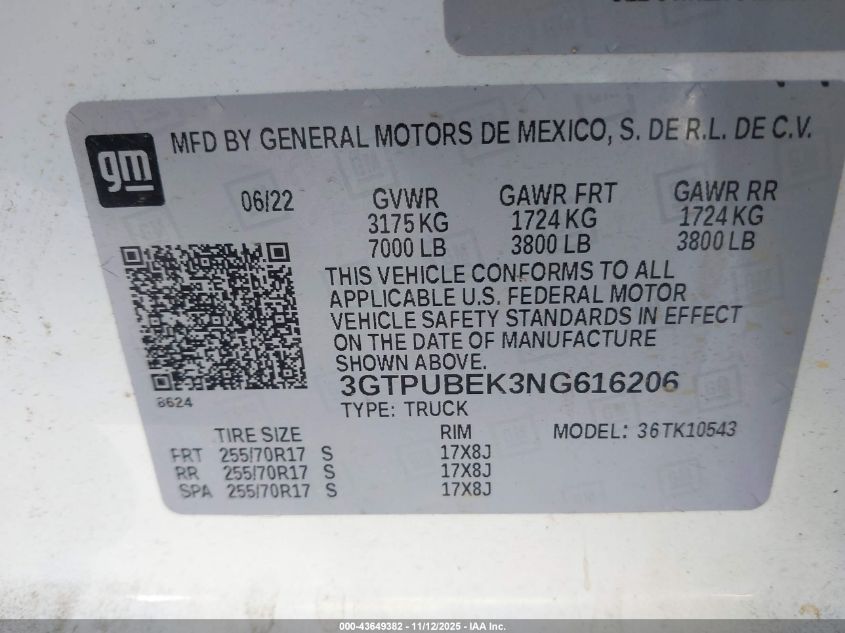 gm
MFD BY GENERAL MOTORS DE MEXICO, S. DE R.L. DE C.V.
06/22 GVWR GAWR FRT GAWR RR
3175 KG 1724 KG 1724 KG
7000 LB 3800 LB 3800 LB
THIS VEHICLE CONFORMS TO ALL
APPLICABLE U.S. FEDERAL MOTOR
VEHICLE SAFETY STANDARDS IN EFFECT
ON THE DATE OF MANUFACTURE
SHOWN ABOVE.
3GTPUBEK3NG616206
8624
TYPE: TRUCK
TIRE SIZE RIM MODEL: 36TK10543
FRT 255/70R17 S 17X8J
RR 255/70R17 S 17X8J
SPA 255/70R17 S 17X8J
000-43649382 - 11/12/2025 - IAA Inc.